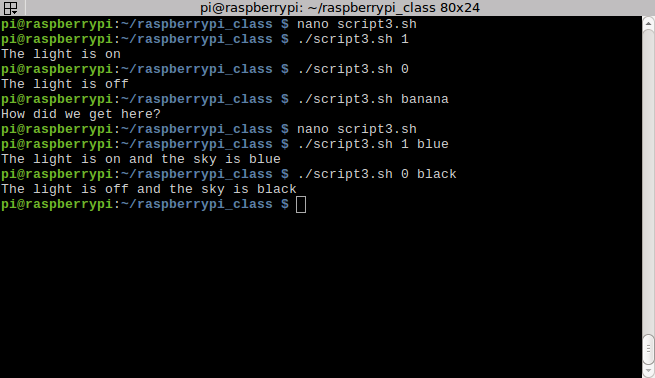 pi@raspberrypi: ~/raspberrypi_class 80x24
pi@raspberrypi:~/raspberrypi_class $ nano script3.sh
pi@raspberrypi:~/raspberrypi_class $ ./script3.sh 1
The light is on
pi@raspberrypi:~/raspberrypi_class $ ./script3.sh 0
The light is off
pi@raspberrypi:~/raspberrypi_class $ ./script3.sh banana
How did we get here?
pi@raspberrypi:~/raspberrypi_class $ nano script3.sh
pi@raspberrypi:~/raspberrypi_class $ ./script3.sh 1 blue
The light is on and the sky is blue
pi@raspberrypi:~/raspberrypi_class $ ./script3.sh 0 black
The light is off and the sky is black
pi@raspberrypi:~/raspberrypi_class $